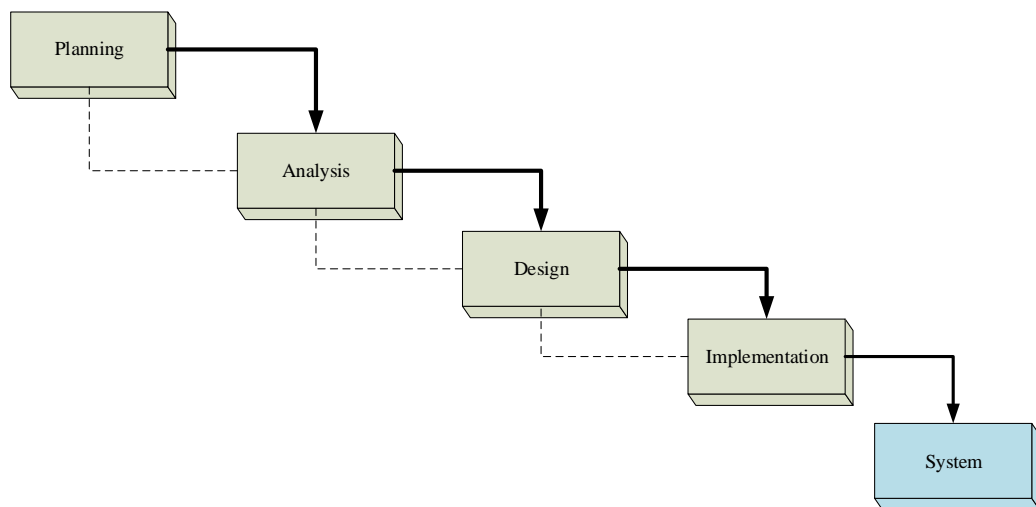 Planning
Analysis
Design
Implementation
System